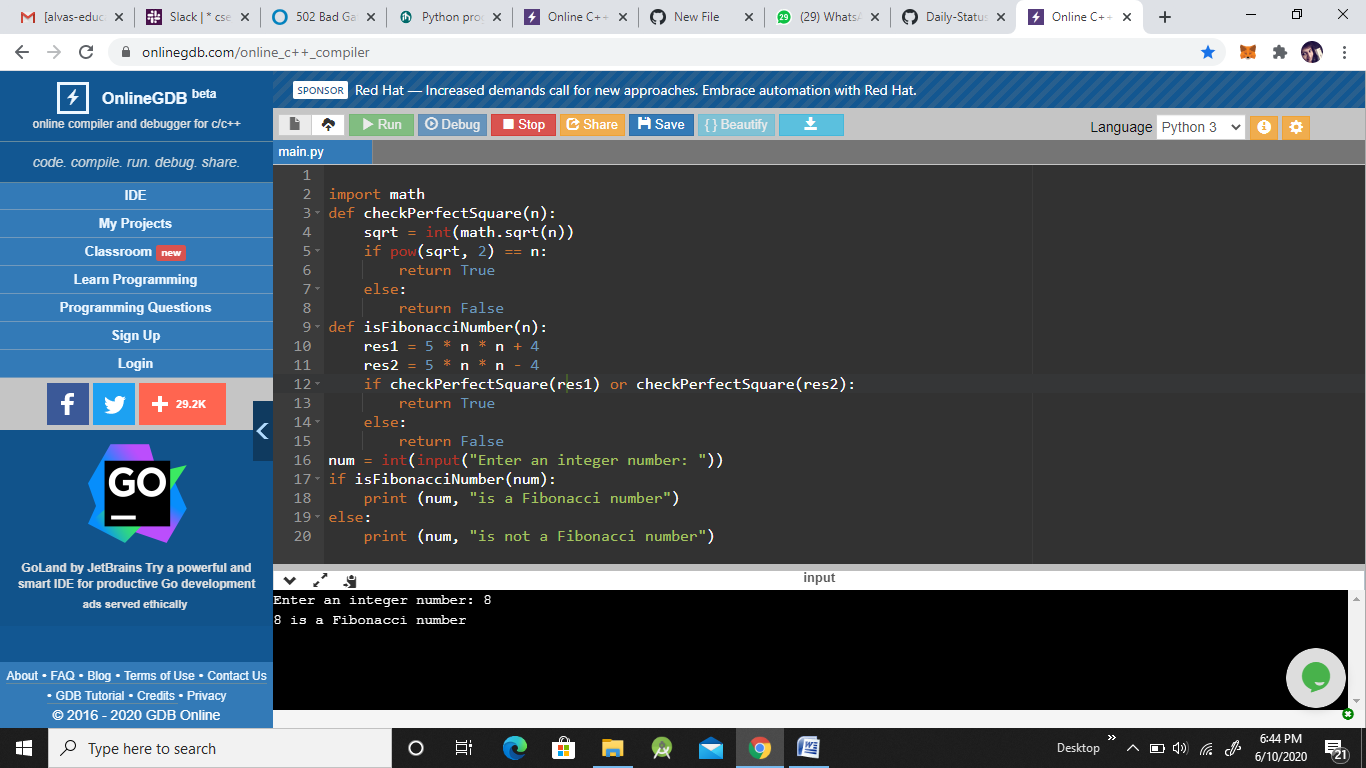 [alvas-educ
Slack | * cse
502 Bad Ga
Python pro
Online C++
New File
(29) WhatsA
Daily-Status
Online C++
onlinegdb.com/online_c++_compiler
OnlineGDB beta
online compiler and debugger for c/c++
code. compile. run. debug. share.
IDE
My Projects
Classroom new
Learn Programming
Programming Questions
Sign Up
Login
f
29.2K
GO
GoLand by JetBrains Try a powerful and
smart IDE for productive Go development
ads served ethically
About • FAQ • Blog • Terms of Use • Contact Us
• GDB Tutorial • Credits • Privacy
© 2016 - 2020 GDB Online
SPONSOR Red Hat — Increased demands call for new approaches. Embrace automation with Red Hat.
Run Debug Stop Share Save { } Beautify
Language Python 3
main.py
1
2 import math
3 def checkPerfectSquare(n):
4 sqrt = int(math.sqrt(n))
5 if pow(sqrt, 2) == n:
6 return True
7 else:
8 return False
9 def isFibonacciNumber(n):
10 res1 = 5 * n * n + 4
11 res2 = 5 * n * n - 4
12 if checkPerfectSquare(res1) or checkPerfectSquare(res2):
13 return True
14 else:
15 return False
16 num = int(input("Enter an integer number: "))
17 if isFibonacciNumber(num):
18 print (num, "is a Fibonacci number")
19 else:
20 print (num, "is not a Fibonacci number")
input
Enter an integer number: 8
8 is a Fibonacci number
Type here to search
Desktop
6:44 PM
6/10/2020
21